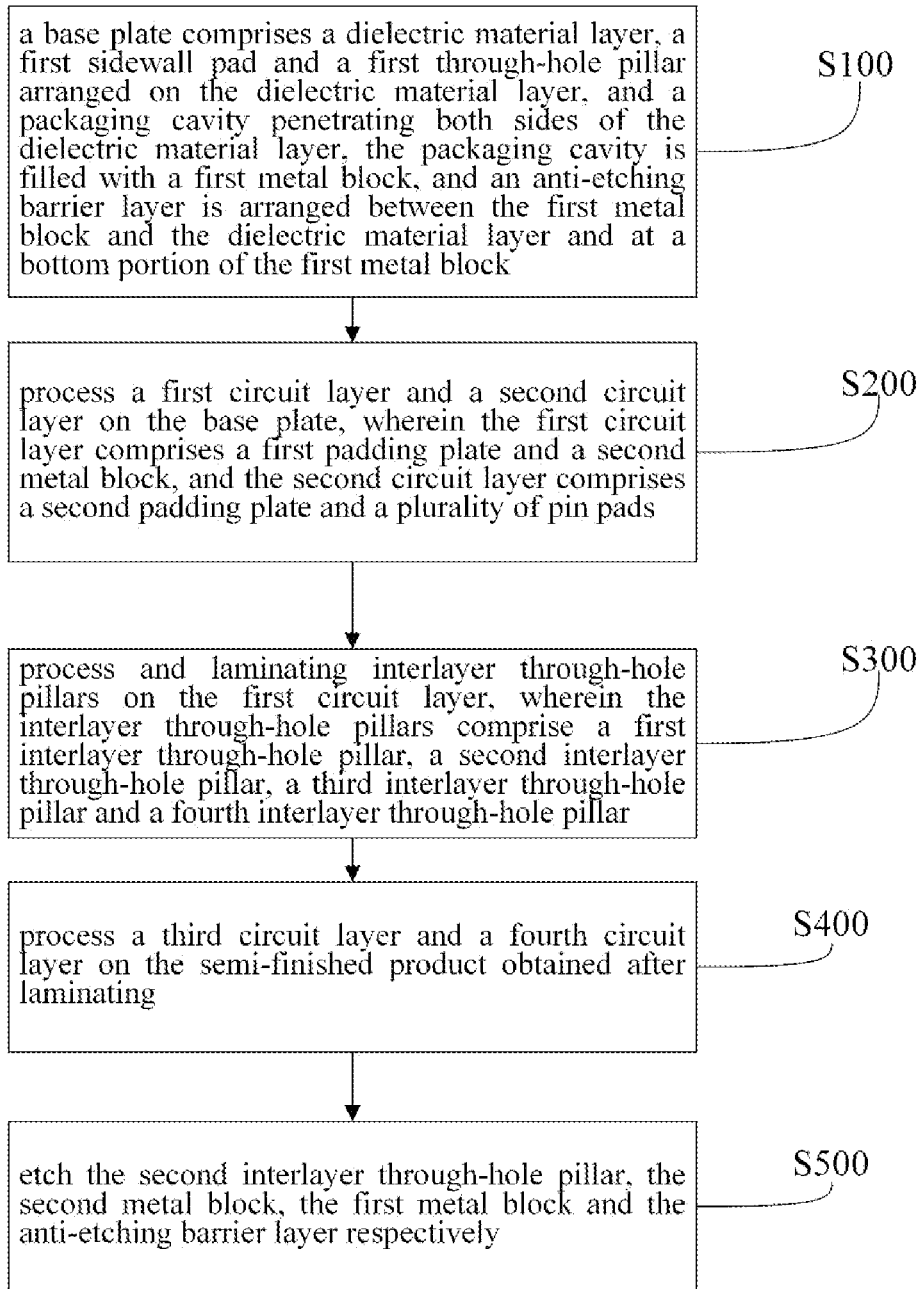 a base plate comprises a dielectric material layer, a
first sidewall pad and a first through-hole pillar
arranged on the dielectric material layer, and a
packaging cavity penetrating both sides of the
dielectric material layer, the packaging cavity is
filled with a first metal block, and an anti-etching
barrier layer is arranged between the first metal
block and the dielectric material layer and at a
bottom portion of the first metal block
S100
process a first circuit layer and a second circuit
layer on the base plate, wherein the first circuit
layer comprises a first padding plate and a second
metal block, and the second circuit layer comprises
a second padding plate and a plurality of pin pads
S200
process and laminating interlayer through-hole
pillars on the first circuit layer, wherein the
interlayer through-hole pillars comprise a first
interlayer through-hole pillar, a second interlayer
through-hole pillar, a third interlayer through-hole
pillar and a fourth interlayer through-hole pillar
S300
process a third circuit layer and a fourth circuit
layer on the semi-finished product obtained after
laminating
S400
etch the second interlayer through-hole pillar, the
second metal block, the first metal block and the
anti-etching barrier layer respectively
S500